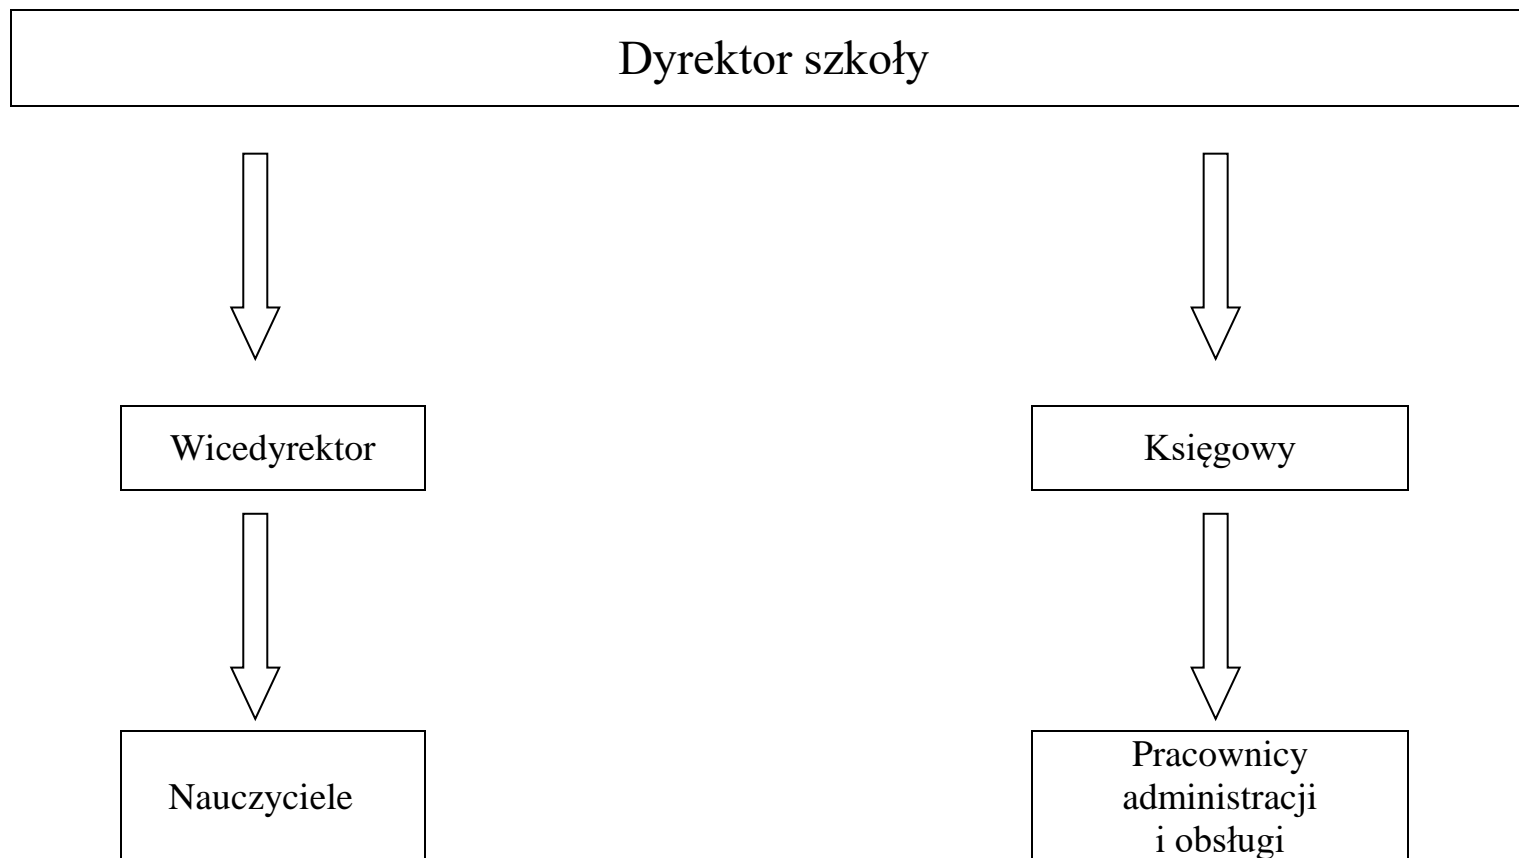 Dyrektor szkoły
Wicedyrektor
Księgowy
Nauczyciele
Pracownicy
administracji
i obsługi